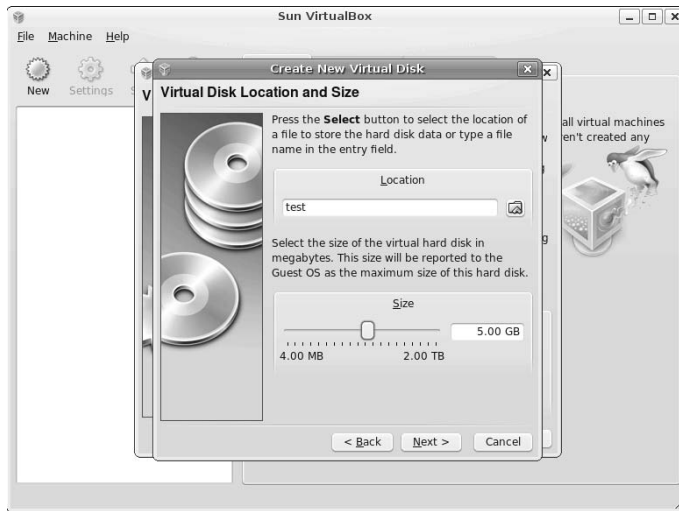 Sun VirtualBox
File Machine Help
New Settings
Create New Virtual Disk
Virtual Disk Location and Size
Press the Select button to select the location of
a file to store the hard disk data or type a file
name in the entry field.
Location
test
Select the size of the virtual hard disk in
megabytes. This size will be reported to the
Guest OS as the maximum size of this hard disk.
Size
5.00 GB
4.00 MB 2.00 TB
< Back Next > Cancel
all virtual machines
en't created any